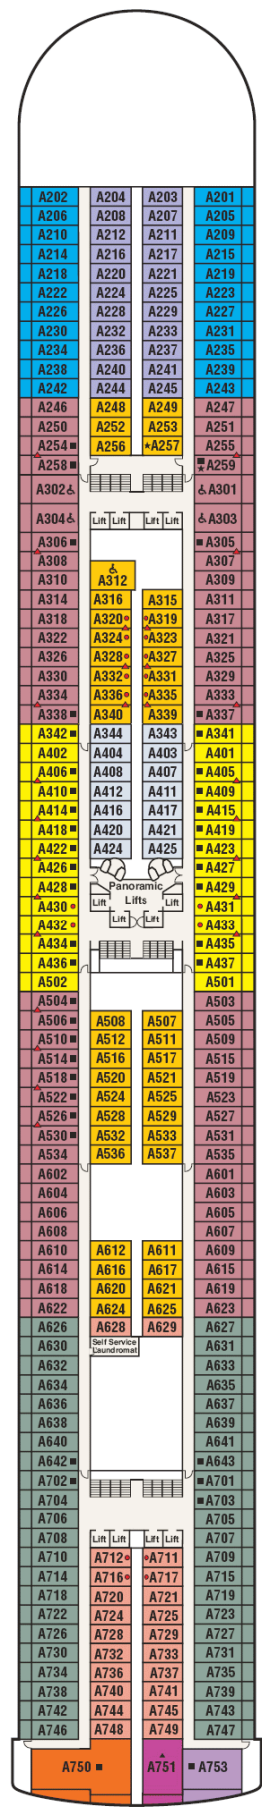 A202 A204 A203 A201
A206 A208 A207 A205
A210 A212 A211 A209
A214 A216 A217 A215
A218 A220 A221 A219
A222 A224 A225 A223
A226 A228 A229 A227
A230 A232 A233 A231
A234 A236 A237 A235
A238 A240 A241 A239
A242 A244 A245 A243
A246 A248 A249 A247
A250 A252 A253 A251
A254 A256 A257 A255
A258 A259
A302 A301
A304 Lift Lift Lift Lift A303
A306 A305
A308 A307
A310 A312 A309
A314 A316 A315 A311
A318 A320 A319 A317
A322 A324 A323 A321
A326 A328 A327 A325
A330 A332 A331 A329
A334 A336 A335 A333
A338 A340 A339 A337
A342 A344 A343 A341
A402 A404 A403 A401
A406 A408 A407 A405
A410 A412 A411 A409
A414 A416 A417 A415
A418 A420 A421 A419
A422 A424 A425 A423
A426 A427
A428 Panoramic A429
A430 Lift Lifts Lift A431
A432 Lift Lift A433
A434 A435
A436 A437
A502 A501
A504 A503
A506 A508 A507 A505
A510 A512 A511 A509
A514 A516 A517 A515
A518 A520 A521 A519
A522 A524 A525 A523
A526 A528 A529 A527
A530 A532 A533 A531
A534 A536 A537 A535
A602 A601
A604 A603
A606 A605
A608 A607
A610 A612 A611 A609
A614 A616 A617 A615
A618 A620 A621 A619
A622 A624 A625 A623
A626 A628 A629 A627
A630 Self Service A631
Laundromat
A632 A633
A634 A635
A636 A637
A638 A639
A640 A641
A642 A643
A702 A701
A704 A703
A706 A705
A708 Lift Lift Lift Lift A707
A710 A712 A711 A709
A714 A716 A717 A715
A718 A720 A721 A719
A722 A724 A725 A723
A726 A728 A729 A727
A730 A732 A733 A731
A734 A736 A737 A735
A738 A740 A741 A739
A742 A744 A745 A743
A746 A748 A749 A747
A750 A751 A753